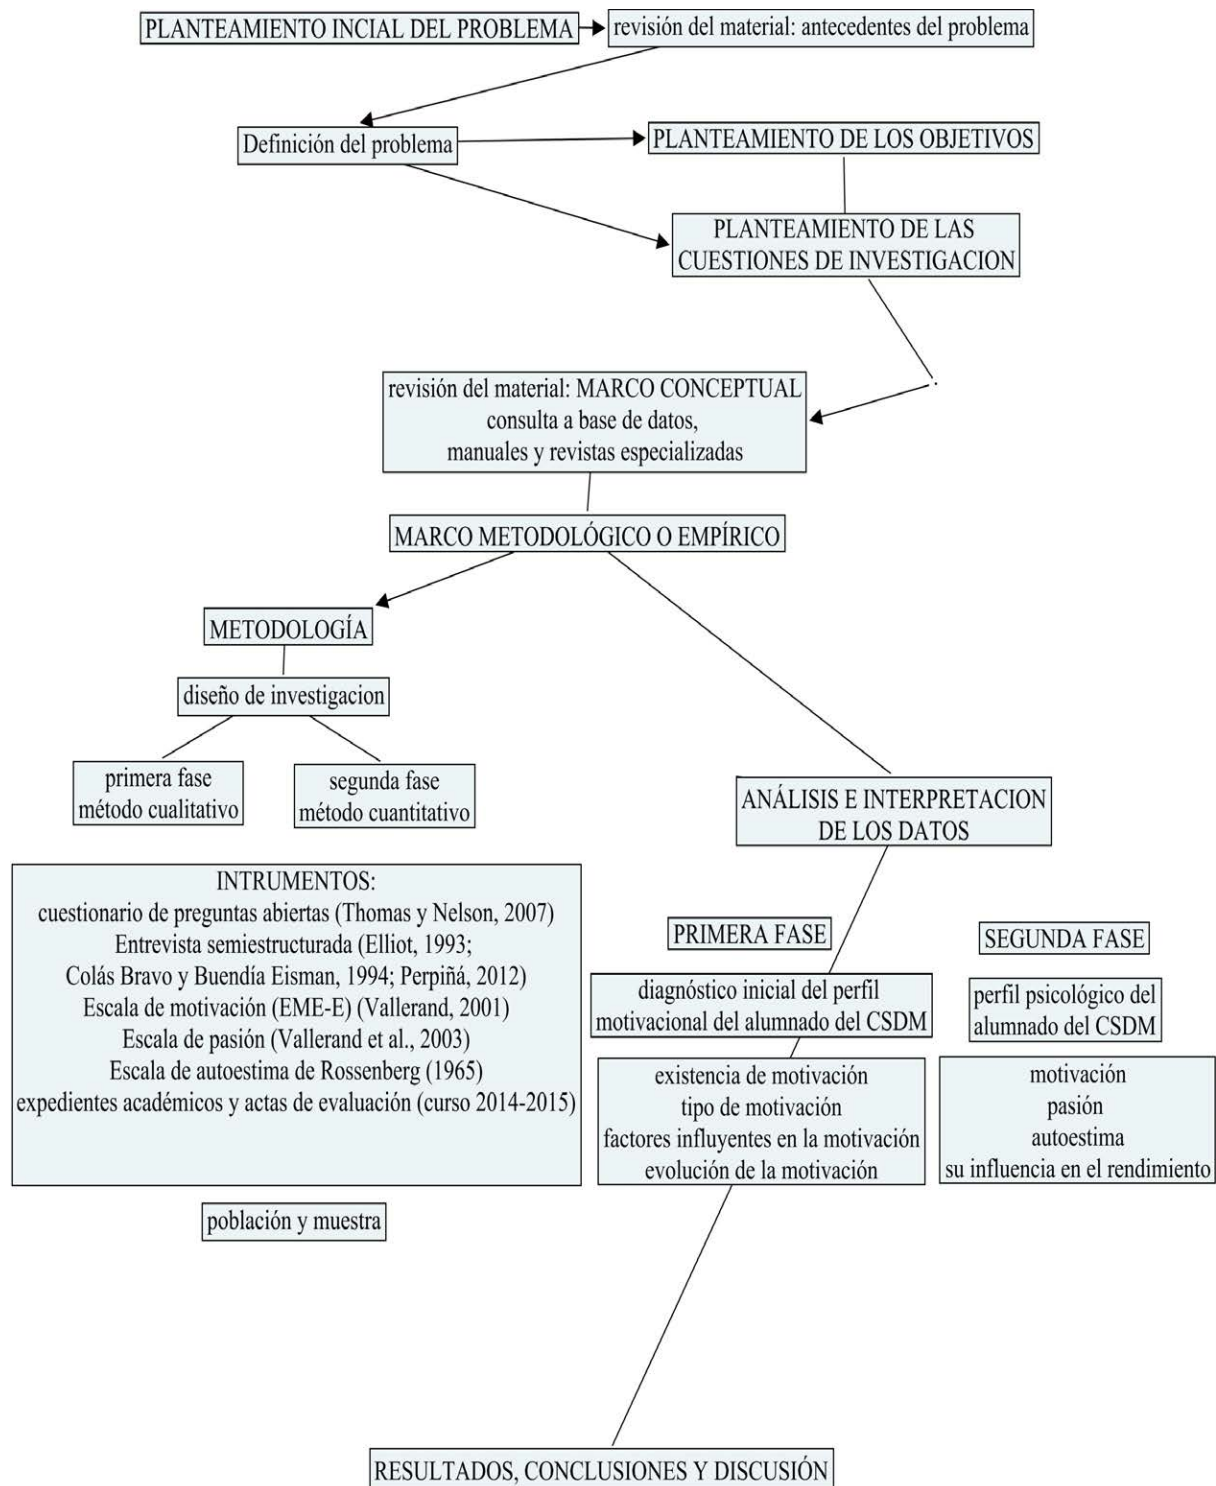 PLANTEAMIENTO INCIAL DEL PROBLEMA
revisión del material: antecedentes del problema
Definición del problema
PLANTEAMIENTO DE LOS OBJETIVOS
PLANTEAMIENTO DE LAS
CUESTIONES DE INVESTIGACION
revisión del material: MARCO CONCEPTUAL
consulta a base de datos,
manuales y revistas especializadas
MARCO METODOLÓGICO O EMPÍRICO
METODOLOGÍA
diseño de investigacion
primera fase
método cualitativo
segunda fase
método cuantitativo
INTRUMENTOS:
cuestionario de preguntas abiertas (Thomas y Nelson, 2007)
Entrevista semiestructurada (Elliot, 1993;
Colás Bravo y Buendía Eisman, 1994; Perpiñá, 2012)
Escala de motivación (EME-E) (Vallerand, 2001)
Escala de pasión (Vallerand et al., 2003)
Escala de autoestima de Rossenberg (1965)
expedientes académicos y actas de evaluación (curso 2014-2015)
población y muestra
ANÁLISIS E INTERPRETACION
DE LOS DATOS
PRIMERA FASE
diagnóstico inicial del perfil
motivacional del alumnado del CSDM
existencia de motivación
tipo de motivación
factores influyentes en la motivación
evolución de la motivación
SEGUNDA FASE
perfil psicológico del
alumnado del CSDM
motivación
pasión
autoestima
su influencia en el rendimiento
RESULTADOS, CONCLUSIONES Y DISCUSIÓN